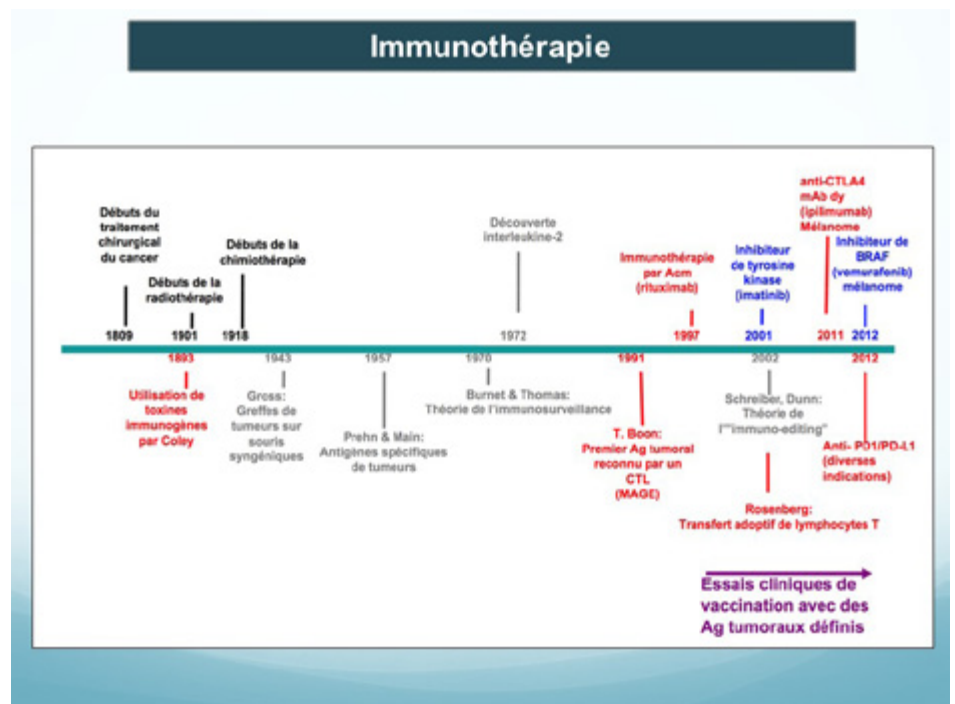 Immunothérapie
Débuts du
traitement
chirurgical
du cancer
Débuts de la
radiothérapie
Débuts de la
chimiothérapie
Découverte
interleukine-2
Immunothérapie
par Acm
(rituximab)
Inhibiteur
de tyrosine
kinase
(imatinib)
anti-CTLA4
mAb dy
(ipilimumab)
Mélanome
Inhibiteur de
BRAF
(vemurafenib)
mélanome
1809
1901
1918
1972
1997
2001
2011
2012
1893
1943
1957
1970
1991
2002
2012
Utilisation de
toxines
immunogènes
par Coley
Gross:
Greffes de
tumeurs sur
souris
syngéniques
Prehn & Main:
Antigènes spécifiques
de tumeurs
Burnet & Thomas:
Théorie de l'immunosurveillance
T. Boon:
Premier Ag tumoral
reconnu par un
CTL
(MAGE)
Schreiber, Dunn:
Théorie de
l'"immuno-editing"
Rosenberg:
Transfert adoptif de lymphocytes T
Anti- PD1/PD-L1
(diverses
indications)
Essais cliniques de
vaccination avec des
Ag tumoraux définis